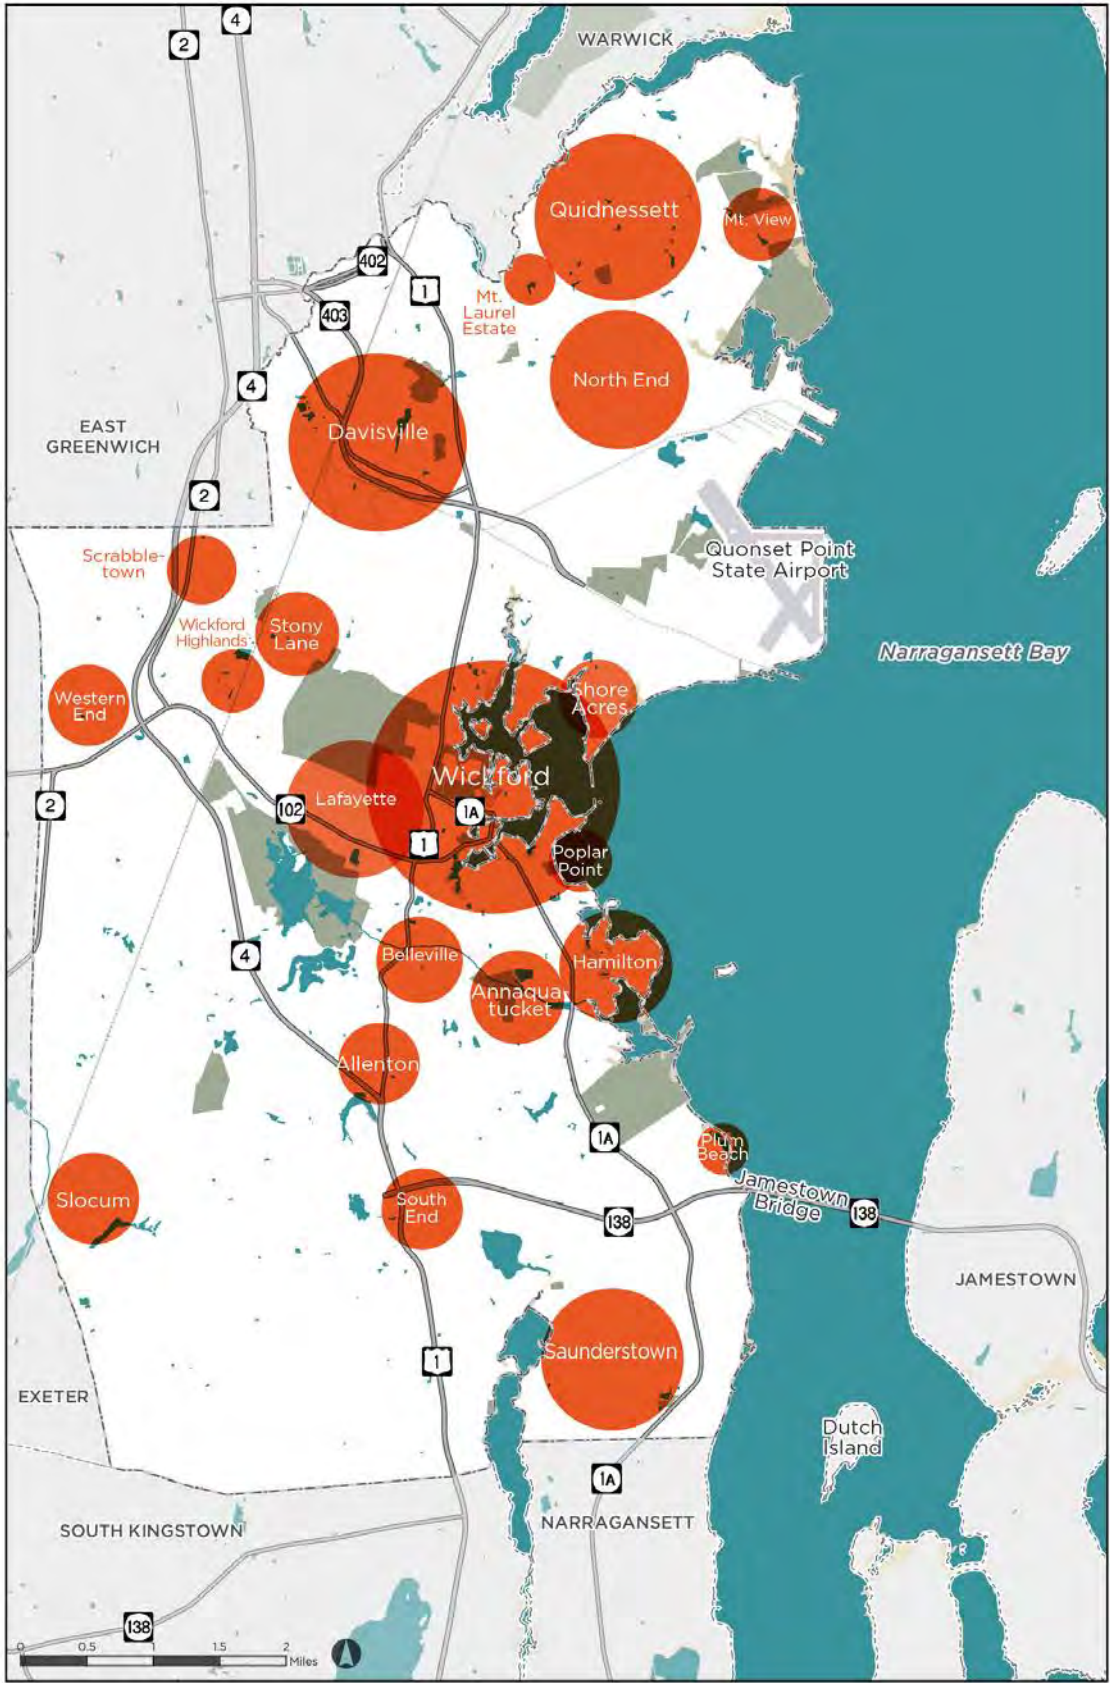 4
2
WARWICK
Quidnessett
Mt. View
402
1
Mt.
Laurel
Estate
403
North End
4
EAST
GREENWICH
Davisville
2
Quonset Point
State Airport
Scrabble-
town
Wickford
Highlands
Stony
Lane
Narragansett Bay
Western
End
Shore
Acres
Wickford
Lafayette
2
102
1A
1
Poplar
Point
4
Belleville
Hamilton
Annaqua-
tucket
Allenton
1A
Plum
Beach
Jamestown
Bridge
Slocum
South
End
138
138
JAMESTOWN
Saunderstown
1
EXETER
Dutch
Island
1A
SOUTH KINGSTOWN
NARRAGANSETT
138
0 0.5 1 1.5 2
Miles